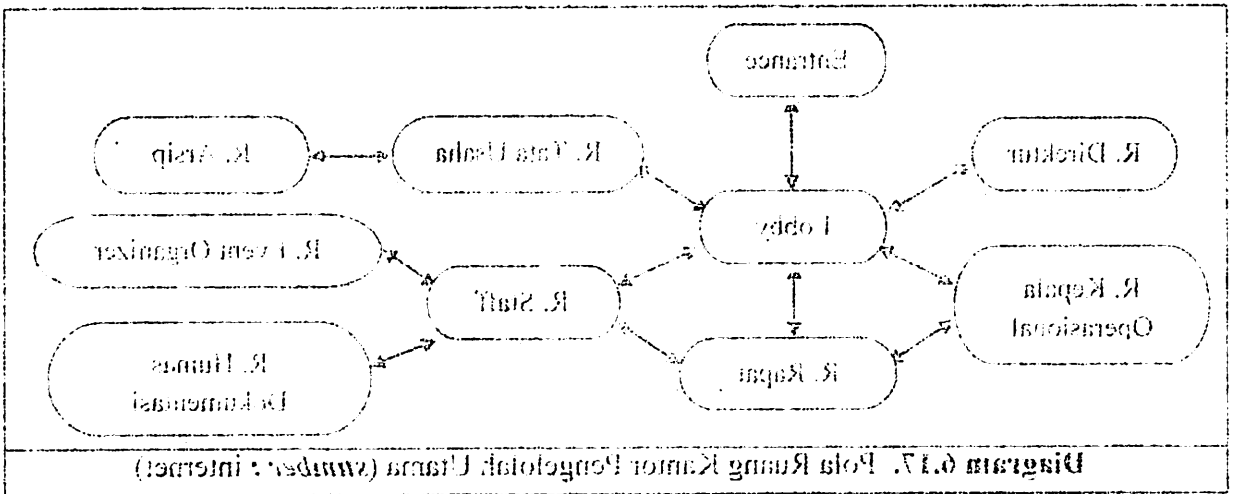 Entrance
R. Direktur
R. Tata Usaha
R. Arsip
Lobby
R. Event Organizer
R. Staff
R. Kepala
Operasional
R. Humas
Dokumentasi
R. Rapat
Diagram 6.17. Pola Ruang Kantor Pengelolah Utama (sumber : internet)